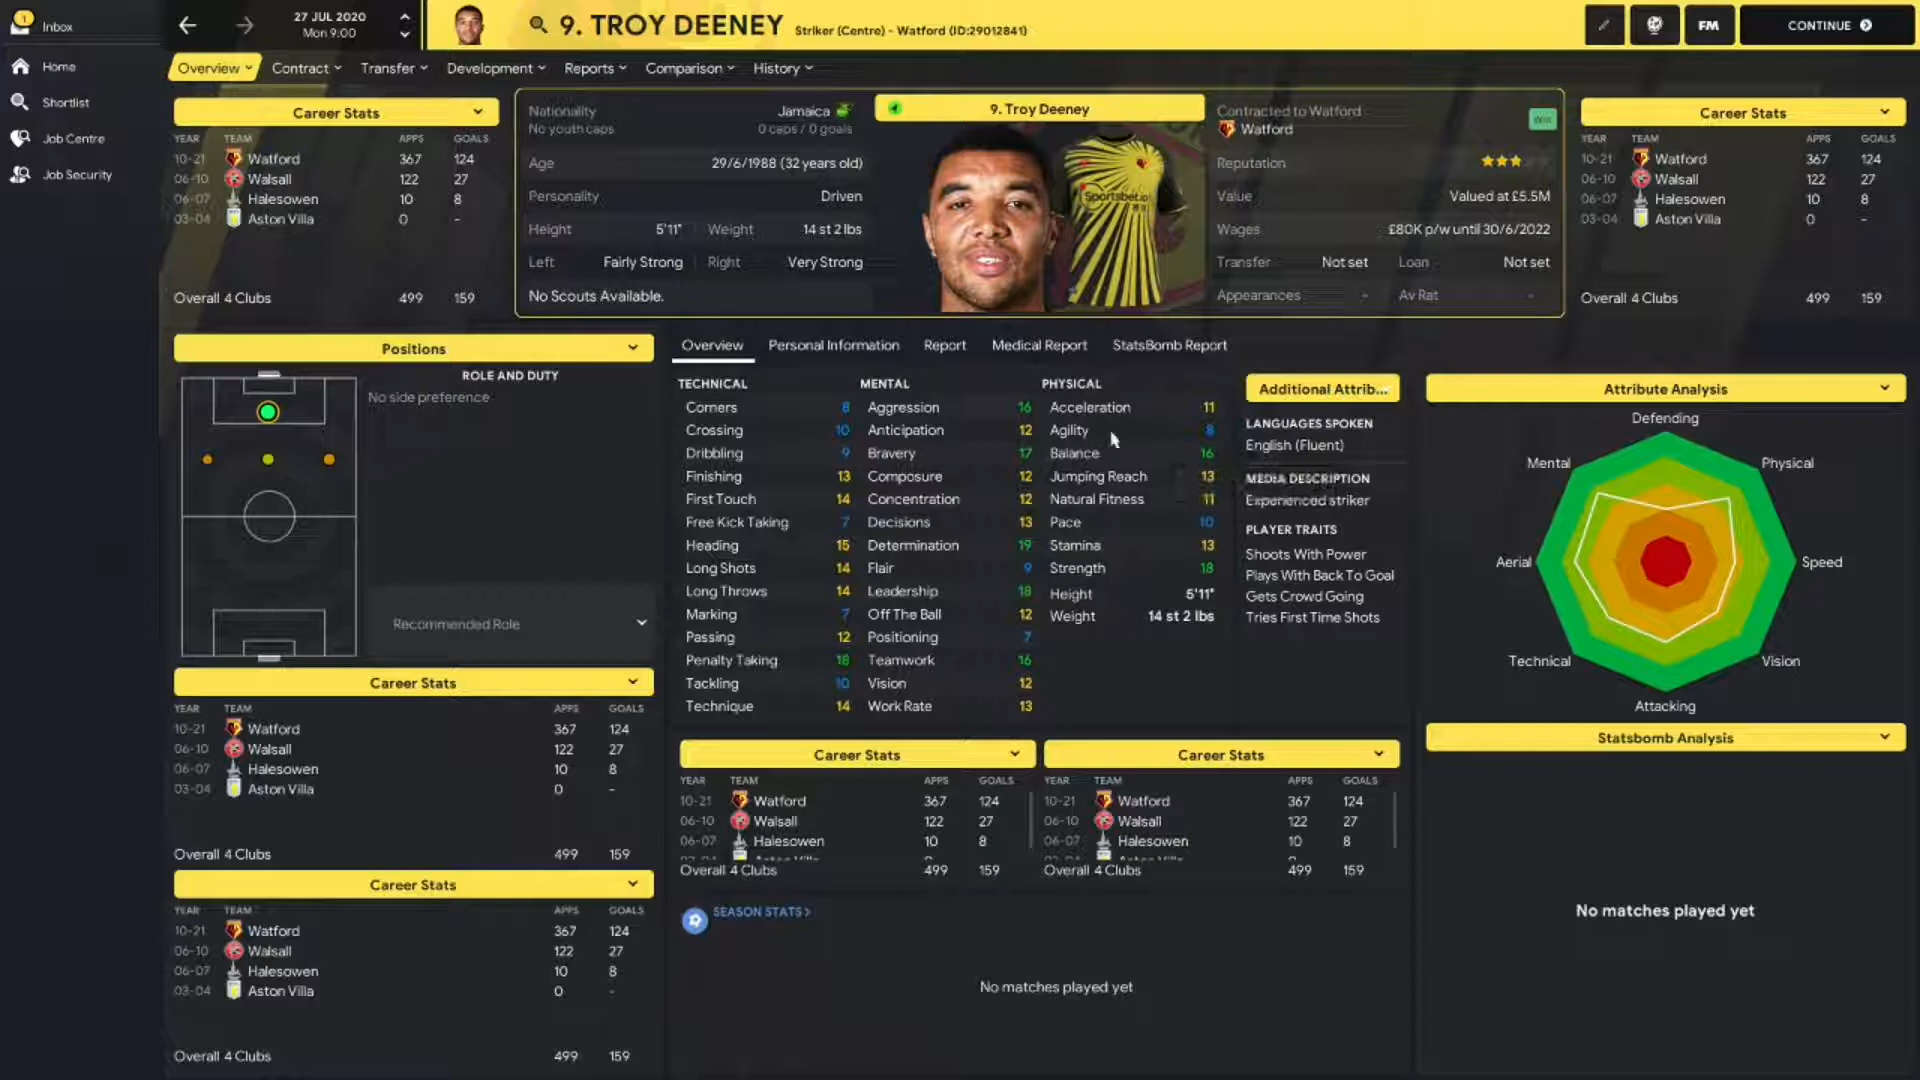 1
Inbox
Home
Shortlist
Job Centre
Job Security
27 JUL 2020
Mon 9:00
9. TROY DEENEY Striker (Centre) - Watford (ID:29012841)
FM
CONTINUE
Overview Contract Transfer Development Reports Comparison History
Career Stats
YEAR TEAM APPS GOALS
10-21 Watford 367 124
06-10 Walsall 122 27
06-07 Halesowen 10 8
03-04 Aston Villa 0 -
Overall 4 Clubs 499 159
Nationality Jamaica
No youth caps 0 caps / 0 goals
Age 29/6/1988 (32 years old)
Personality Driven
Height 5'11" Weight 14 st 2 lbs
Left Fairly Strong Right Very Strong
No Scouts Available.
9. Troy Deeney
Sportsbet.io
Contracted to Watford
Watford
Wnt
Reputation
Value Valued at £5.5M
Wages £80K p/w until 30/6/2022
Transfer Not set Loan Not set
Appearances - Av Rat -
Career Stats
YEAR TEAM APPS GOALS
10-21 Watford 367 124
06-10 Walsall 122 27
06-07 Halesowen 10 8
03-04 Aston Villa 0 -
Overall 4 Clubs 499 159
Positions
ROLE AND DUTY
No side preference
Recommended Role
Career Stats
YEAR TEAM APPS GOALS
10-21 Watford 367 124
06-10 Walsall 122 27
06-07 Halesowen 10 8
03-04 Aston Villa 0 -
Overall 4 Clubs 499 159
Career Stats
YEAR TEAM APPS GOALS
10-21 Watford 367 124
06-10 Walsall 122 27
06-07 Halesowen 10 8
03-04 Aston Villa 0 -
Overall 4 Clubs 499 159
Overview Personal Information Report Medical Report StatsBomb Report
TECHNICAL
Corners 8
Crossing 10
Dribbling 9
Finishing 13
First Touch 14
Free Kick Taking 7
Heading 15
Long Shots 14
Long Throws 14
Marking 7
Passing 12
Penalty Taking 18
Tackling 10
Technique 14
MENTAL
Aggression 16
Anticipation 12
Bravery 17
Composure 12
Concentration 12
Decisions 13
Determination 19
Flair 9
Leadership 18
Off The Ball 12
Positioning 7
Teamwork 16
Vision 12
Work Rate 13
PHYSICAL
Acceleration 11
Agility 8
Balance 16
Jumping Reach 13
Natural Fitness 11
Pace 10
Stamina 13
Strength 18
Height 5'11"
Weight 14 st 2 lbs
Additional Attrib...
LANGUAGES SPOKEN
English (Fluent)
MEDIA DESCRIPTION
Experienced striker
PLAYER TRAITS
Shoots With Power
Plays With Back To Goal
Gets Crowd Going
Tries First Time Shots
Career Stats
YEAR TEAM APPS GOALS
10-21 Watford 367 124
06-10 Walsall 122 27
06-07 Halesowen 10 8
Overall 4 Clubs 499 159
Career Stats
YEAR TEAM APPS GOALS
10-21 Watford 367 124
06-10 Walsall 122 27
06-07 Halesowen 10 8
Overall 4 Clubs 499 159
SEASON STATS >
No matches played yet
Attribute Analysis
Defending
Mental Physical
Aerial Speed
Technical Vision
Attacking
Statsbomb Analysis
No matches played yet